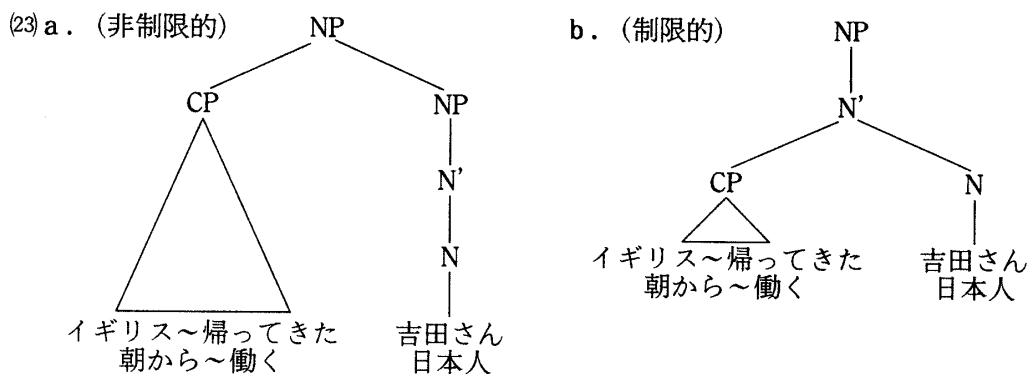 (23) a. (非制限的)
NP
CP NP
N'
N
イギリス～帰ってきた 吉田さん
朝から～働く 日本人
b. (制限的)
NP
N'
CP N
イギリス～帰ってきた 吉田さん
朝から～働く 日本人